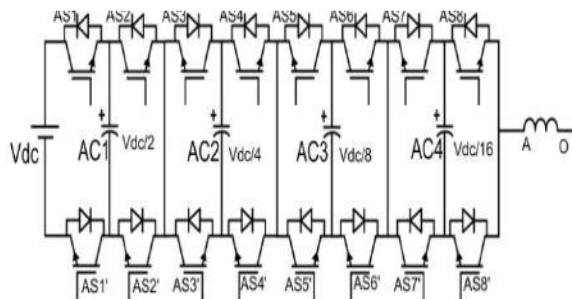 AS1 AS2 AS3 AS4 AS5 AS6 AS7 AS8
+ + + +
Vdc AC1 Vdc/2 AC2 Vdc/4 AC3 Vdc/8 AC4 Vdc/16 A O
AS1' AS2' AS3' AS4' AS5' AS6' AS7' AS8'